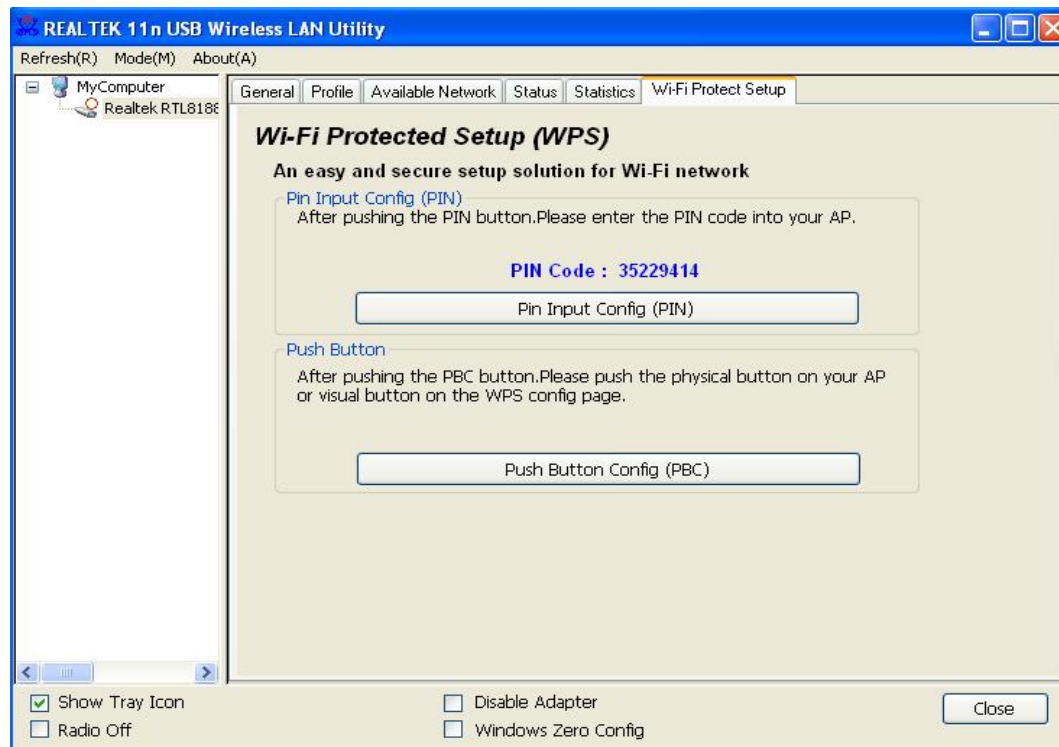 REALTEK 11n USB Wireless LAN Utility
Refresh(R) Mode(M) About(A)
MyComputer
Realtek RTL8188
General Profile Available Network Status Statistics Wi-Fi Protect Setup
Wi-Fi Protected Setup (WPS)
An easy and secure setup solution for Wi-Fi network
Pin Input Config (PIN)
After pushing the PIN button.Please enter the PIN code into your AP.
PIN Code : 35229414
Pin Input Config (PIN)
Push Button
After pushing the PBC button.Please push the physical button on your AP
or visual button on the WPS config page.
Push Button Config (PBC)
Show Tray Icon Disable Adapter Close
Radio Off Windows Zero Config